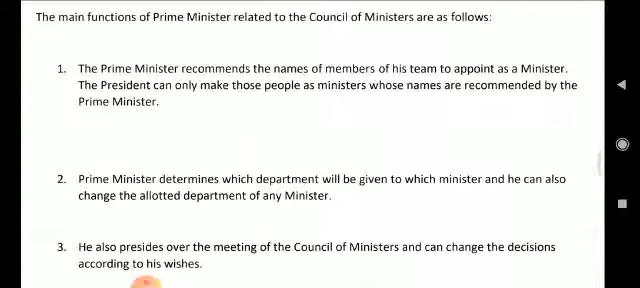 The main functions of Prime Minister related to the Council of Ministers are as follows:
1. The Prime Minister recommends the names of members of his team to appoint as a Minister.
The President can only make those people as ministers whose names are recommended by the
Prime Minister.
2. Prime Minister determines which department will be given to which minister and he can also
change the allotted department of any Minister.
3. He also presides over the meeting of the Council of Ministers and can change the decisions
according to his wishes.